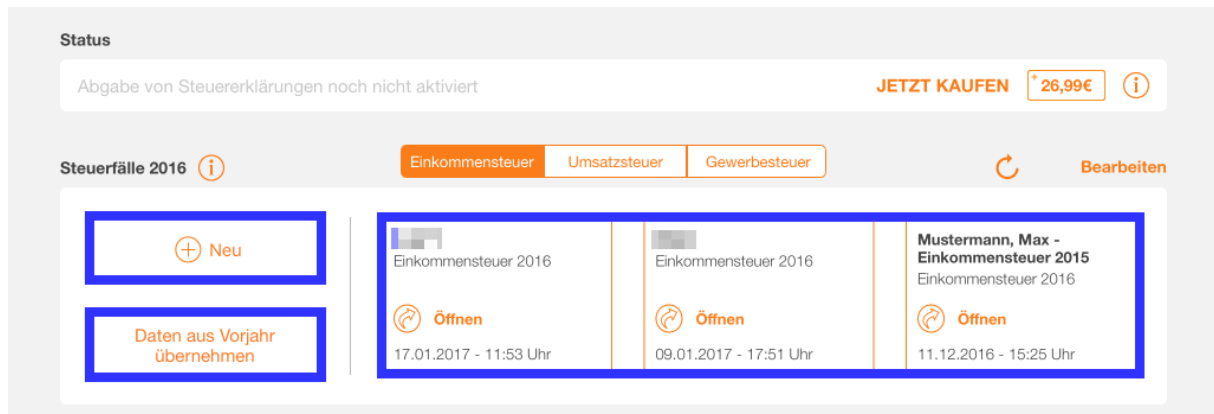 Status
Abgabe von Steuererklärungen noch nicht aktiviert JETZT KAUFEN + 26,99€ i
Steuerfälle 2016 i Einkommensteuer Umsatzsteuer Gewerbesteuer Bearbeiten
+ Neu
Daten aus Vorjahr
übernehmen
Einkommensteuer 2016
Öffnen
17.01.2017 - 11:53 Uhr
Einkommensteuer 2016
Öffnen
09.01.2017 - 17:51 Uhr
Mustermann, Max -
Einkommensteuer 2015
Einkommensteuer 2016
Öffnen
11.12.2016 - 15:25 Uhr